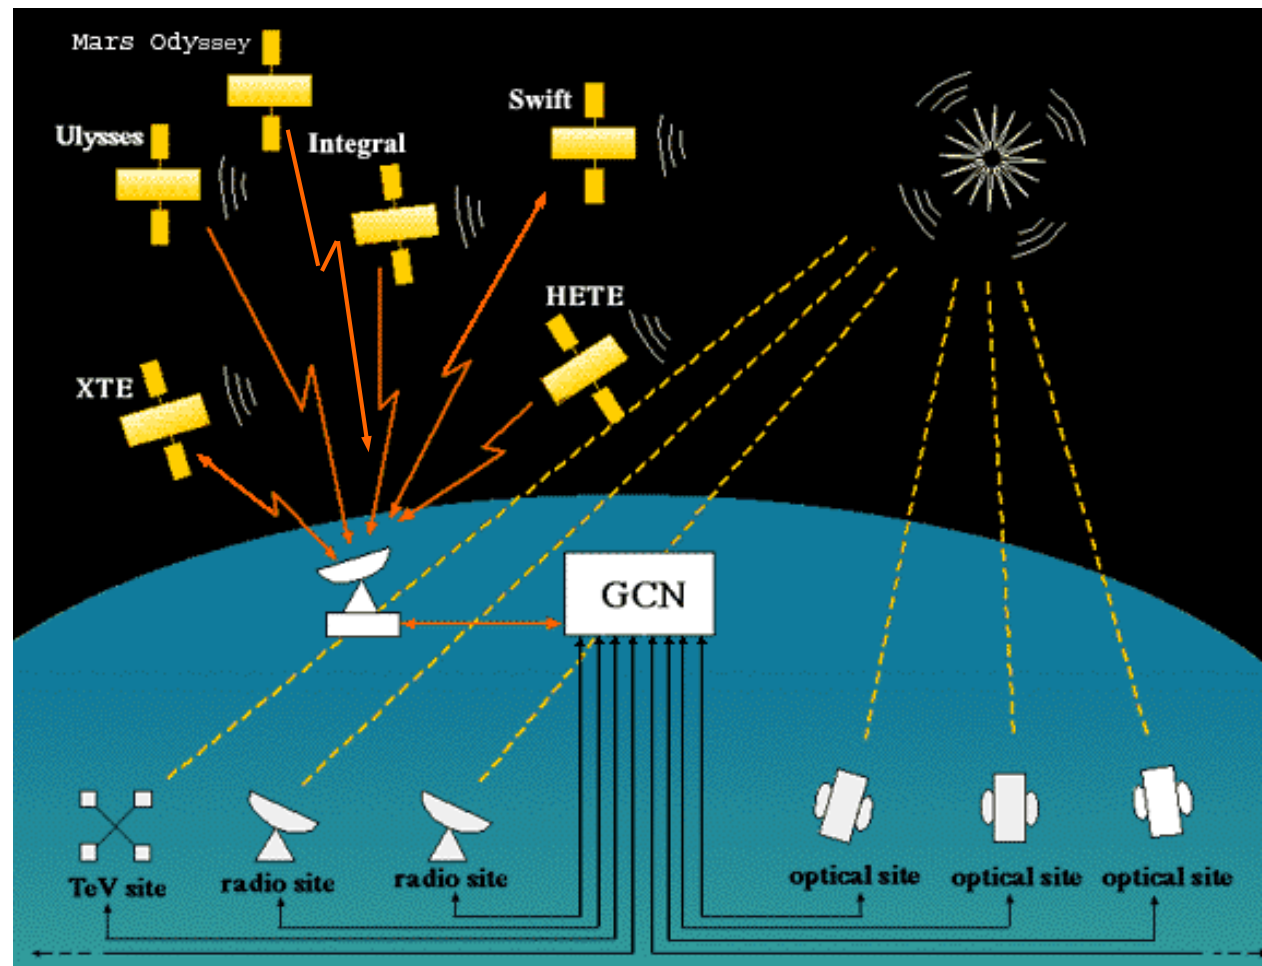 Mars Odyssey
Swift
Ulysses
Integral
HETE
XTE
GCN
TeV site
radio site
radio site
optical site
optical site
optical site